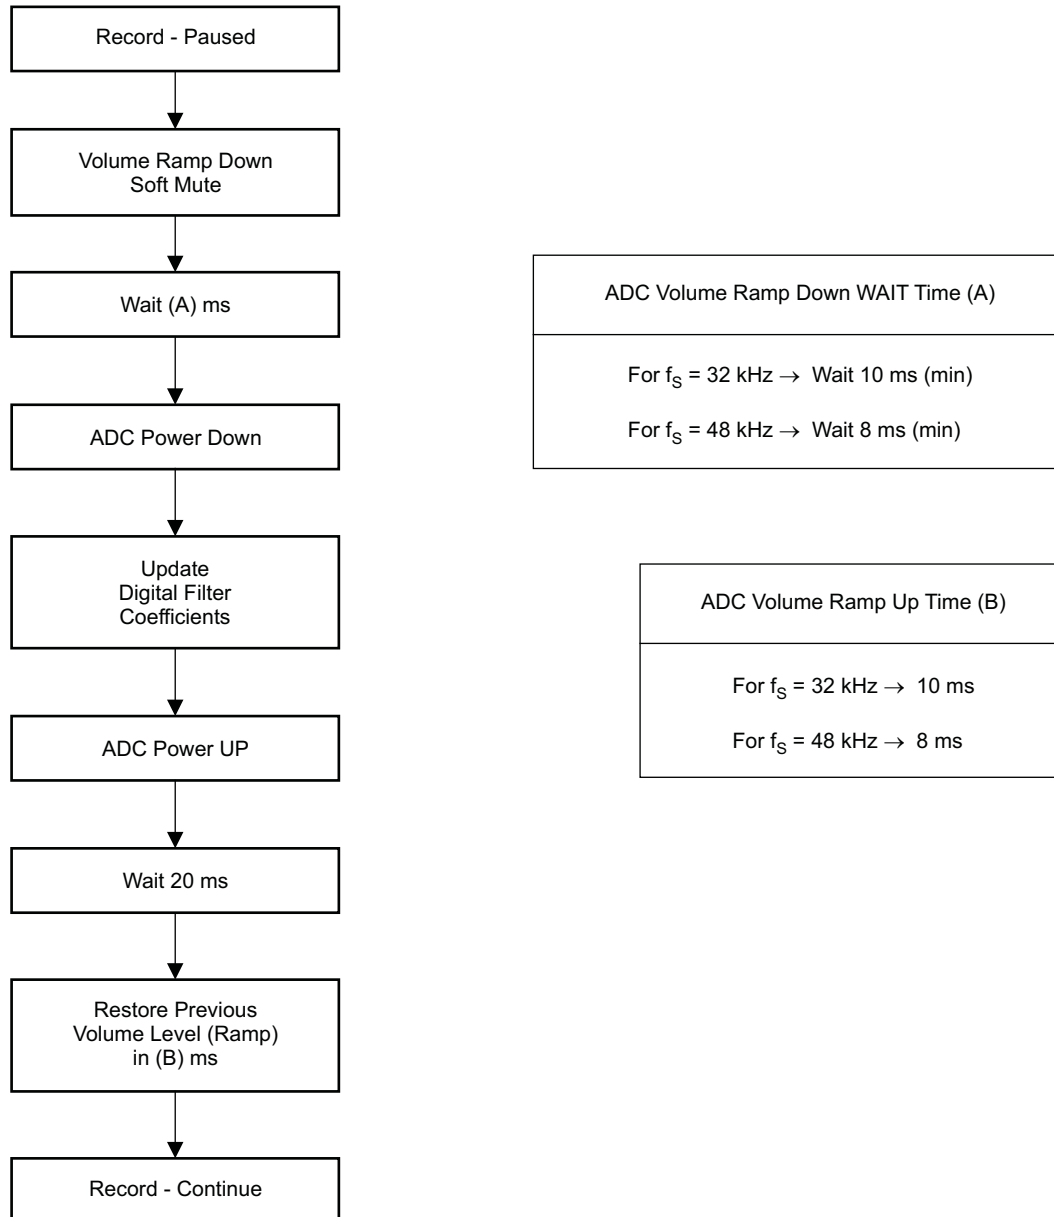 Record - Paused
Volume Ramp Down
Soft Mute
Wait (A) ms
ADC Power Down
Update
Digital Filter
Coefficients
ADC Power UP
Wait 20 ms
Restore Previous
Volume Level (Ramp)
in (B) ms
Record - Continue
ADC Volume Ramp Down WAIT Time (A)
For fS = 32 kHz → Wait 10 ms (min)
For fS = 48 kHz → Wait 8 ms (min)
ADC Volume Ramp Up Time (B)
For fS = 32 kHz → 10 ms
For fS = 48 kHz → 8 ms